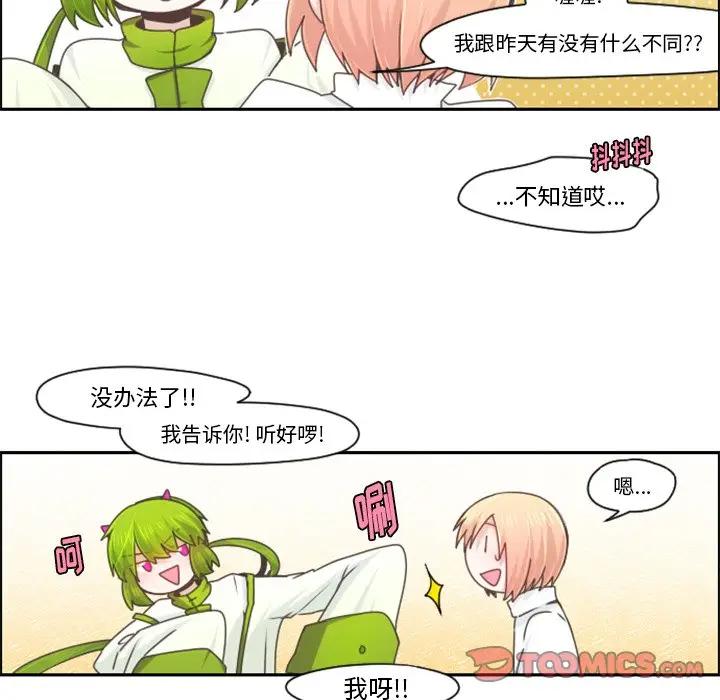 我跟昨天有没有什么不同??
抖抖抖
...不知道哎...
没办法了!!
我告诉你! 听好啰!
嗯...
唰
呵
我呀!!
TOOMICS.COM